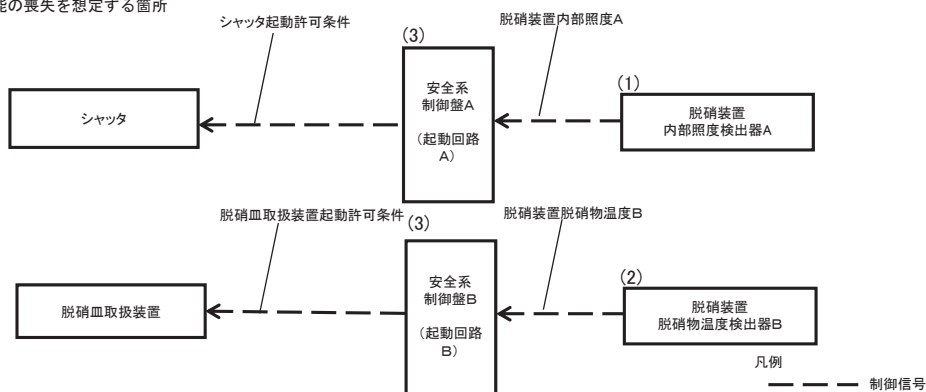 能の喪失を想定する箇所
シャッタ起動許可条件
(3)
脱硝装置内部照度A
安全系
制御盤A
(起動回路
A)
シャッタ
(1)
脱硝装置
内部照度検出器A
脱硝皿取扱装置起動許可条件
(3)
脱硝装置脱硝物温度B
安全系
制御盤B
(起動回路
B)
脱硝皿取扱装置
(2)
脱硝装置
脱硝物温度検出器B
凡例
制御信号